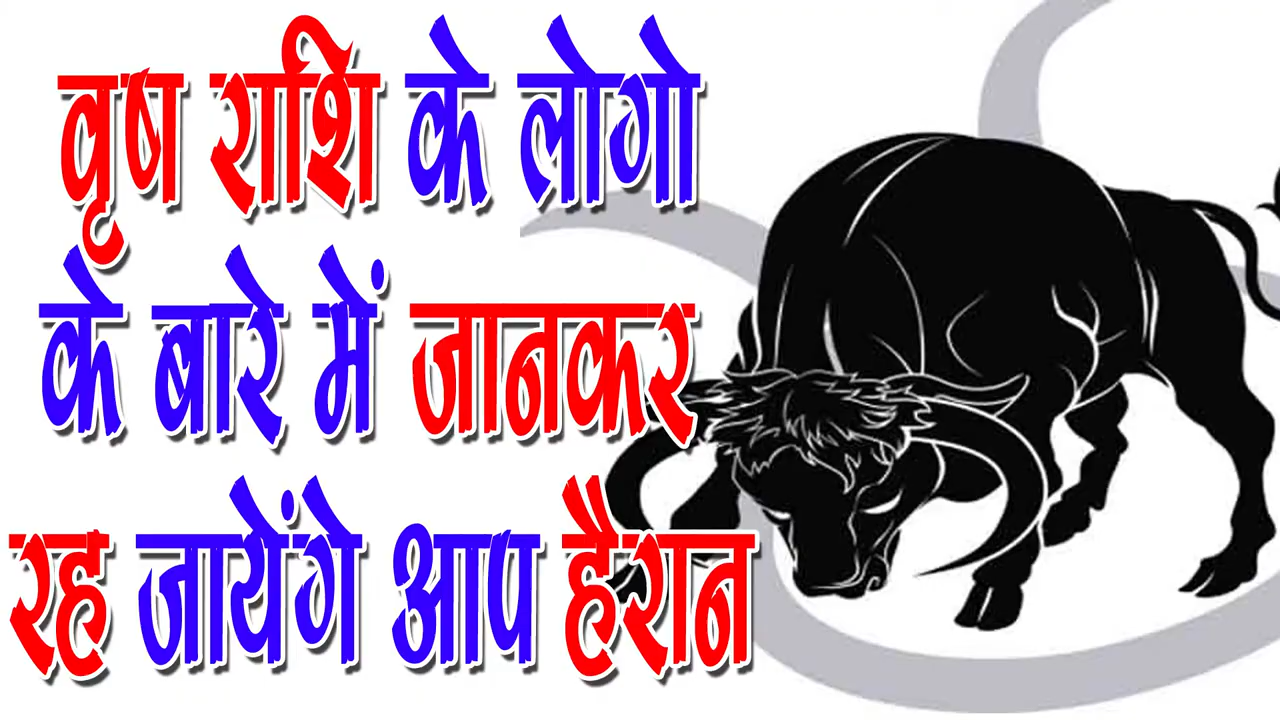 वृष राशि के लोगो
के बारे में जानकर
रह जायेंगे आप हैरान